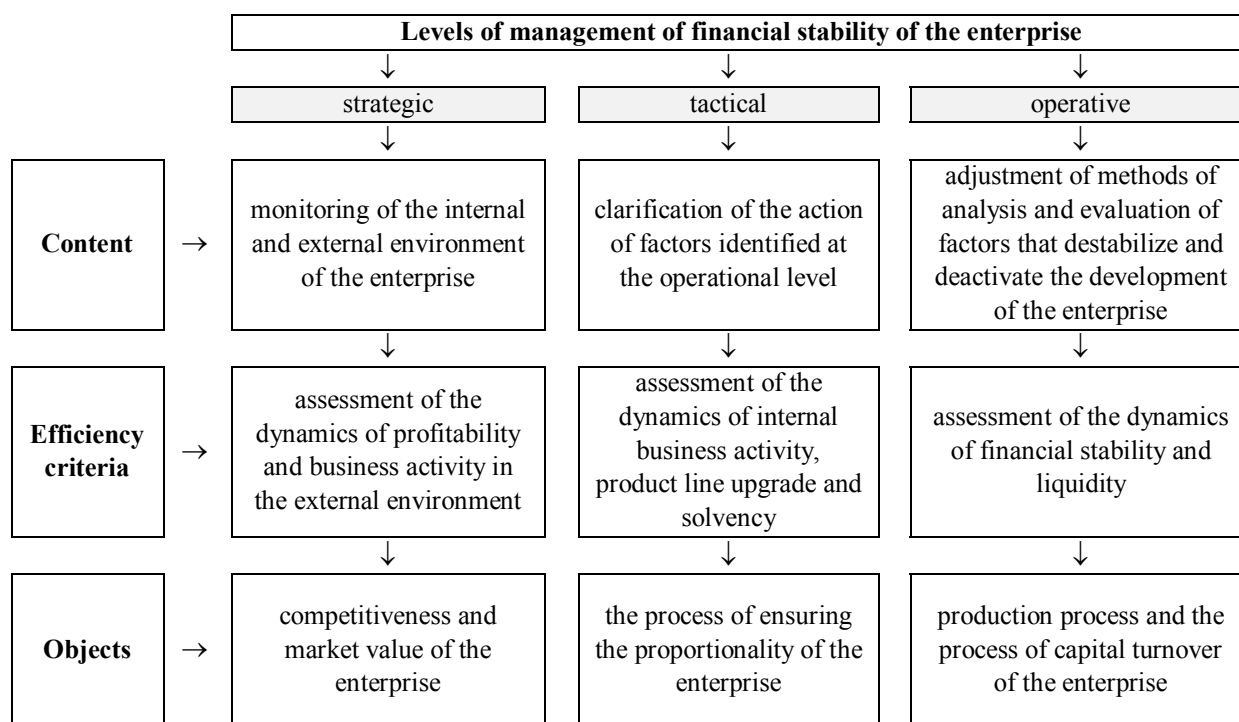 Levels of management of financial stability of the enterprise
↓ ↓ ↓
strategic
tactical
operative
↓ ↓ ↓
Content
→
monitoring of the internal
and external environment
of the enterprise
clarification of the action
of factors identified at
the operational level
adjustment of methods of
analysis and evaluation of
factors that destabilize and
deactivate the development
of the enterprise
↓ ↓ ↓
Efficiency
criteria
→
assessment of the
dynamics of profitability
and business activity in
the external environment
assessment of the
dynamics of internal
business activity,
product line upgrade and
solvency
assessment of the dynamics
of financial stability and
liquidity
↓ ↓ ↓
Objects
→
competitiveness and
market value of the
enterprise
the process of ensuring
the proportionality of the
enterprise
production process and the
process of capital turnover
of the enterprise